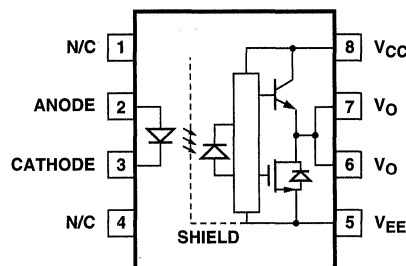 N/C 1
ANODE 2
CATHODE 3
N/C 4
SHIELD
8 VCC
7 VO
6 VO
5 VEE